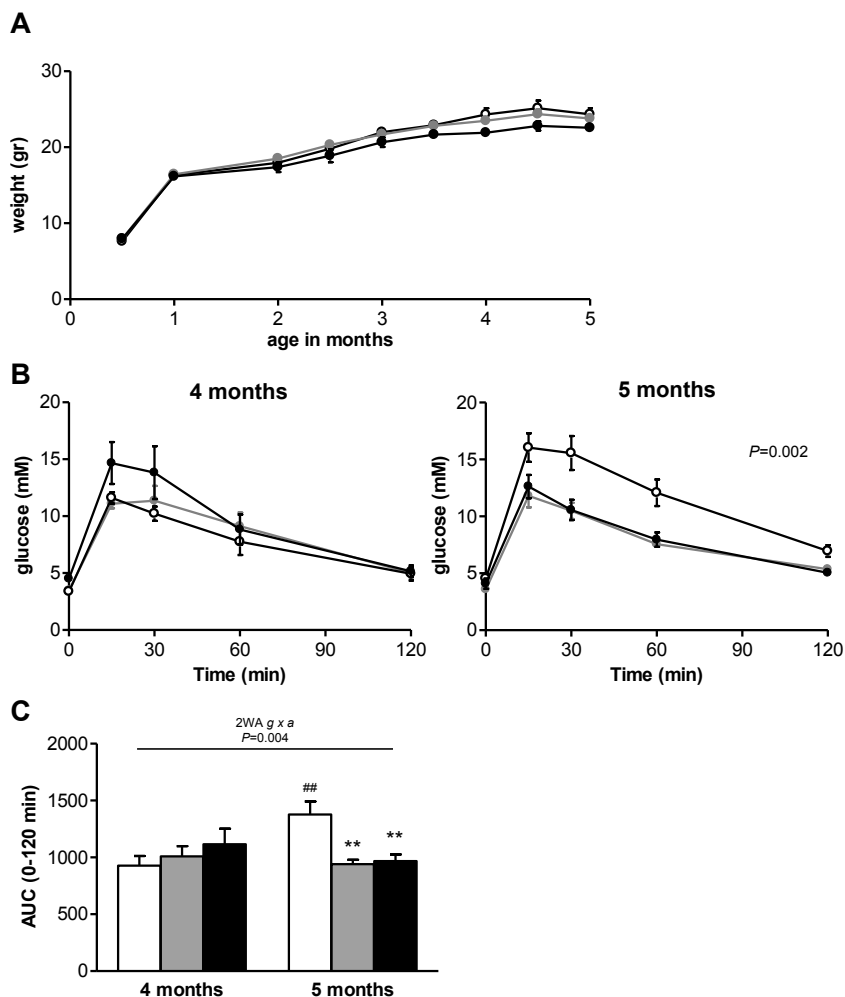 A
30
20
10
0
weight (gr)
0 1 2 3 4 5
age in months
B
4 months
20
15
10
5
0
glucose (mM)
0 30 60 90 120
Time (min)
5 months
20
15
10
5
0
glucose (mM)
P=0.002
0 30 60 90 120
Time (min)
C
2WA g x a
P=0.004
2000
1500
1000
500
0
AUC (0-120 min)
##
**
**
4 months 5 months